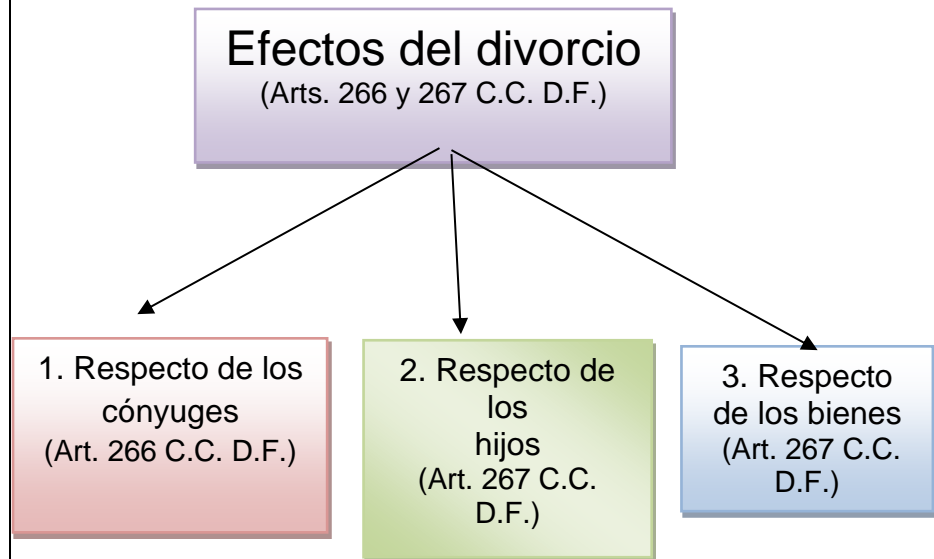 Efectos del divorcio
(Arts. 266 y 267 C.C. D.F.)
1. Respecto de los
cónyuges
(Art. 266 C.C. D.F.)
2. Respecto de
los
hijos
(Art. 267 C.C.
D.F.)
3. Respecto
de los bienes
(Art. 267 C.C.
D.F.)